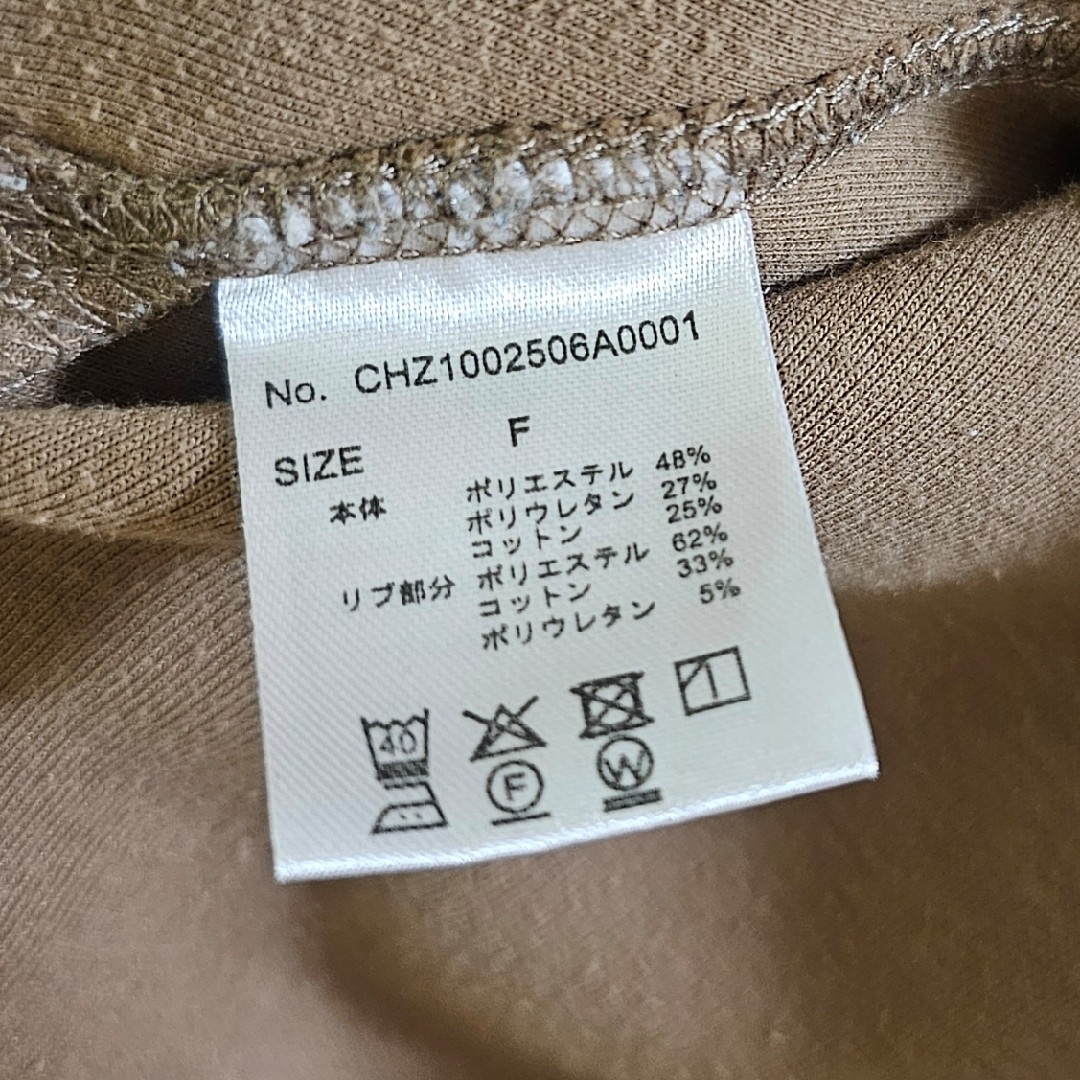 No. CHZ1002506A0001
SIZE F
本体 ポリエステル 48%
ポリウレタン 27%
コットン 25%
リブ部分 ポリエステル 62%
コットン 33%
ポリウレタン 5%
40
F W